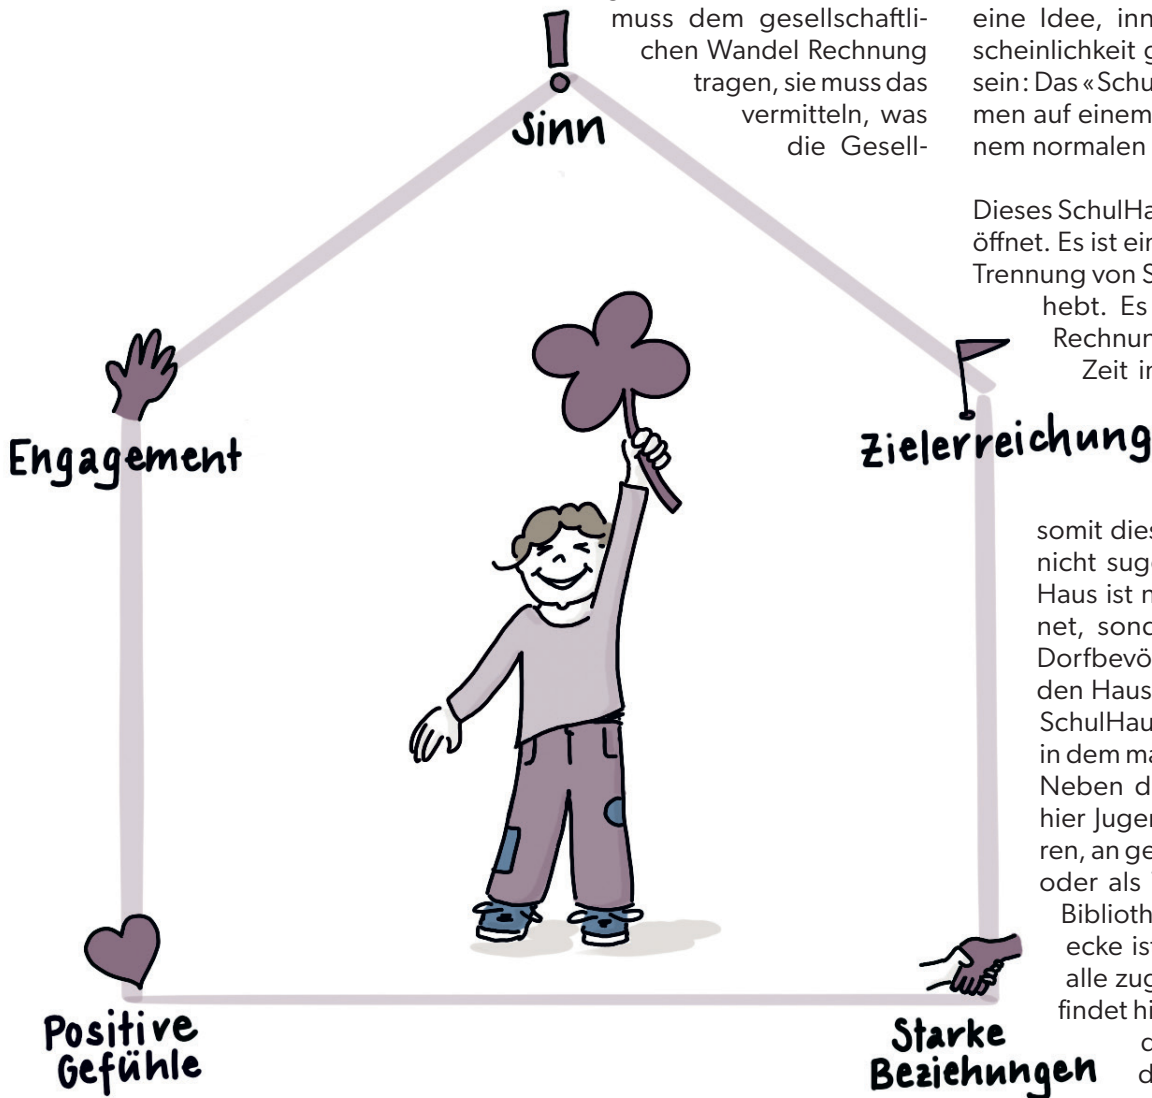 muss dem gesellschaftli-
chen Wandel Rechnung
tragen, sie muss das
vermitteln, was
die Gesell-
eine Idee, inn
scheinlichkeit g
sein: Das «Schu
men auf einem
nem normalen
Dieses SchulHa
öffnet. Es ist ein
Trennung von S
hebt. Es
Rechnun
Zeit in
somit dies
nicht suge
Haus ist n
net, sond
Dorfbevö
den Haus
SchulHau
in dem ma
Neben d
hier Jugen
ren, an ge
oder als
Biblioth
ecke ist
alle zug
findet hi
d
d
Sinn
Engagement
Zielerreichung
Positive
Gefühle
Starke
Beziehungen